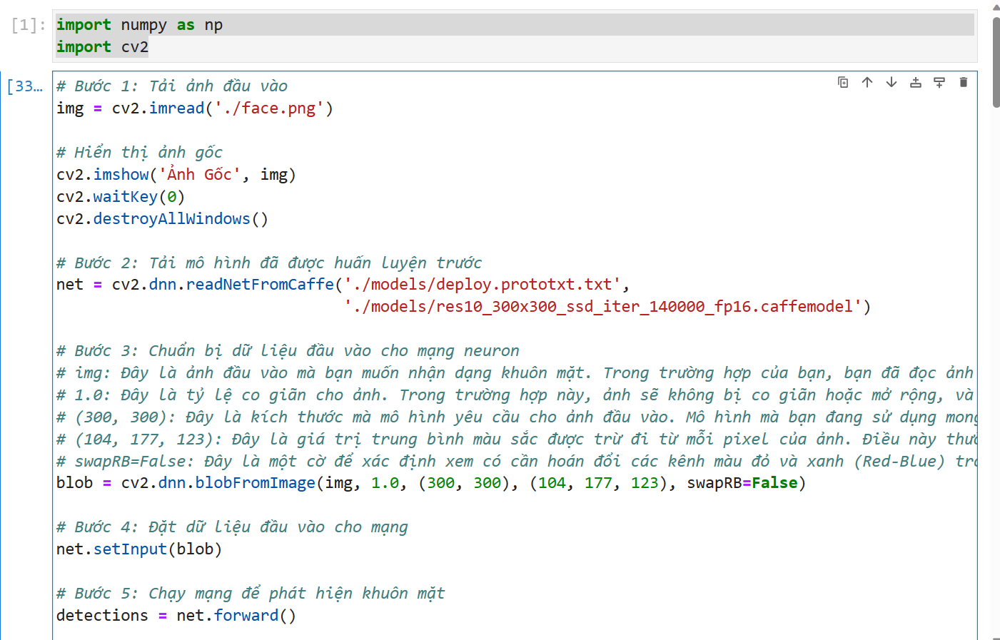 [1]:
import numpy as np
import cv2
[33…
# Bước 1: Tải ảnh đầu vào
img = cv2.imread('./face.png')
# Hiển thị ảnh gốc
cv2.imshow('Ảnh Gốc', img)
cv2.waitKey(0)
cv2.destroyAllWindows()
# Bước 2: Tải mô hình đã được huấn luyện trước
net = cv2.dnn.readNetFromCaffe('./models/deploy.prototxt.txt',
'./models/res10_300x300_ssd_iter_140000_fp16.caffemodel')
# Bước 3: Chuẩn bị dữ liệu đầu vào cho mạng neuron
# img: Đây là ảnh đầu vào mà bạn muốn nhận dạng khuôn mặt. Trong trường hợp của bạn, bạn đã đọc ảnh
# 1.0: Đây là tỷ lệ co giãn cho ảnh. Trong trường hợp này, ảnh sẽ không bị co giãn hoặc mở rộng, và
# (300, 300): Đây là kích thước mà mô hình yêu cầu cho ảnh đầu vào. Mô hình mà bạn đang sử dụng
# (104, 177, 123): Đây là giá trị trung bình màu sắc được trừ đi từ mỗi pixel của ảnh. Điều này
# swapRB=False: Đây là một cờ để xác định xem có cần hoán đổi các kênh màu đỏ và xanh (Red-Blue)
blob = cv2.dnn.blobFromImage(img, 1.0, (300, 300), (104, 177, 123), swapRB=False)
# Bước 4: Đặt dữ liệu đầu vào cho mạng
net.setInput(blob)
# Bước 5: Chạy mạng để phát hiện khuôn mặt
detections = net.forward()